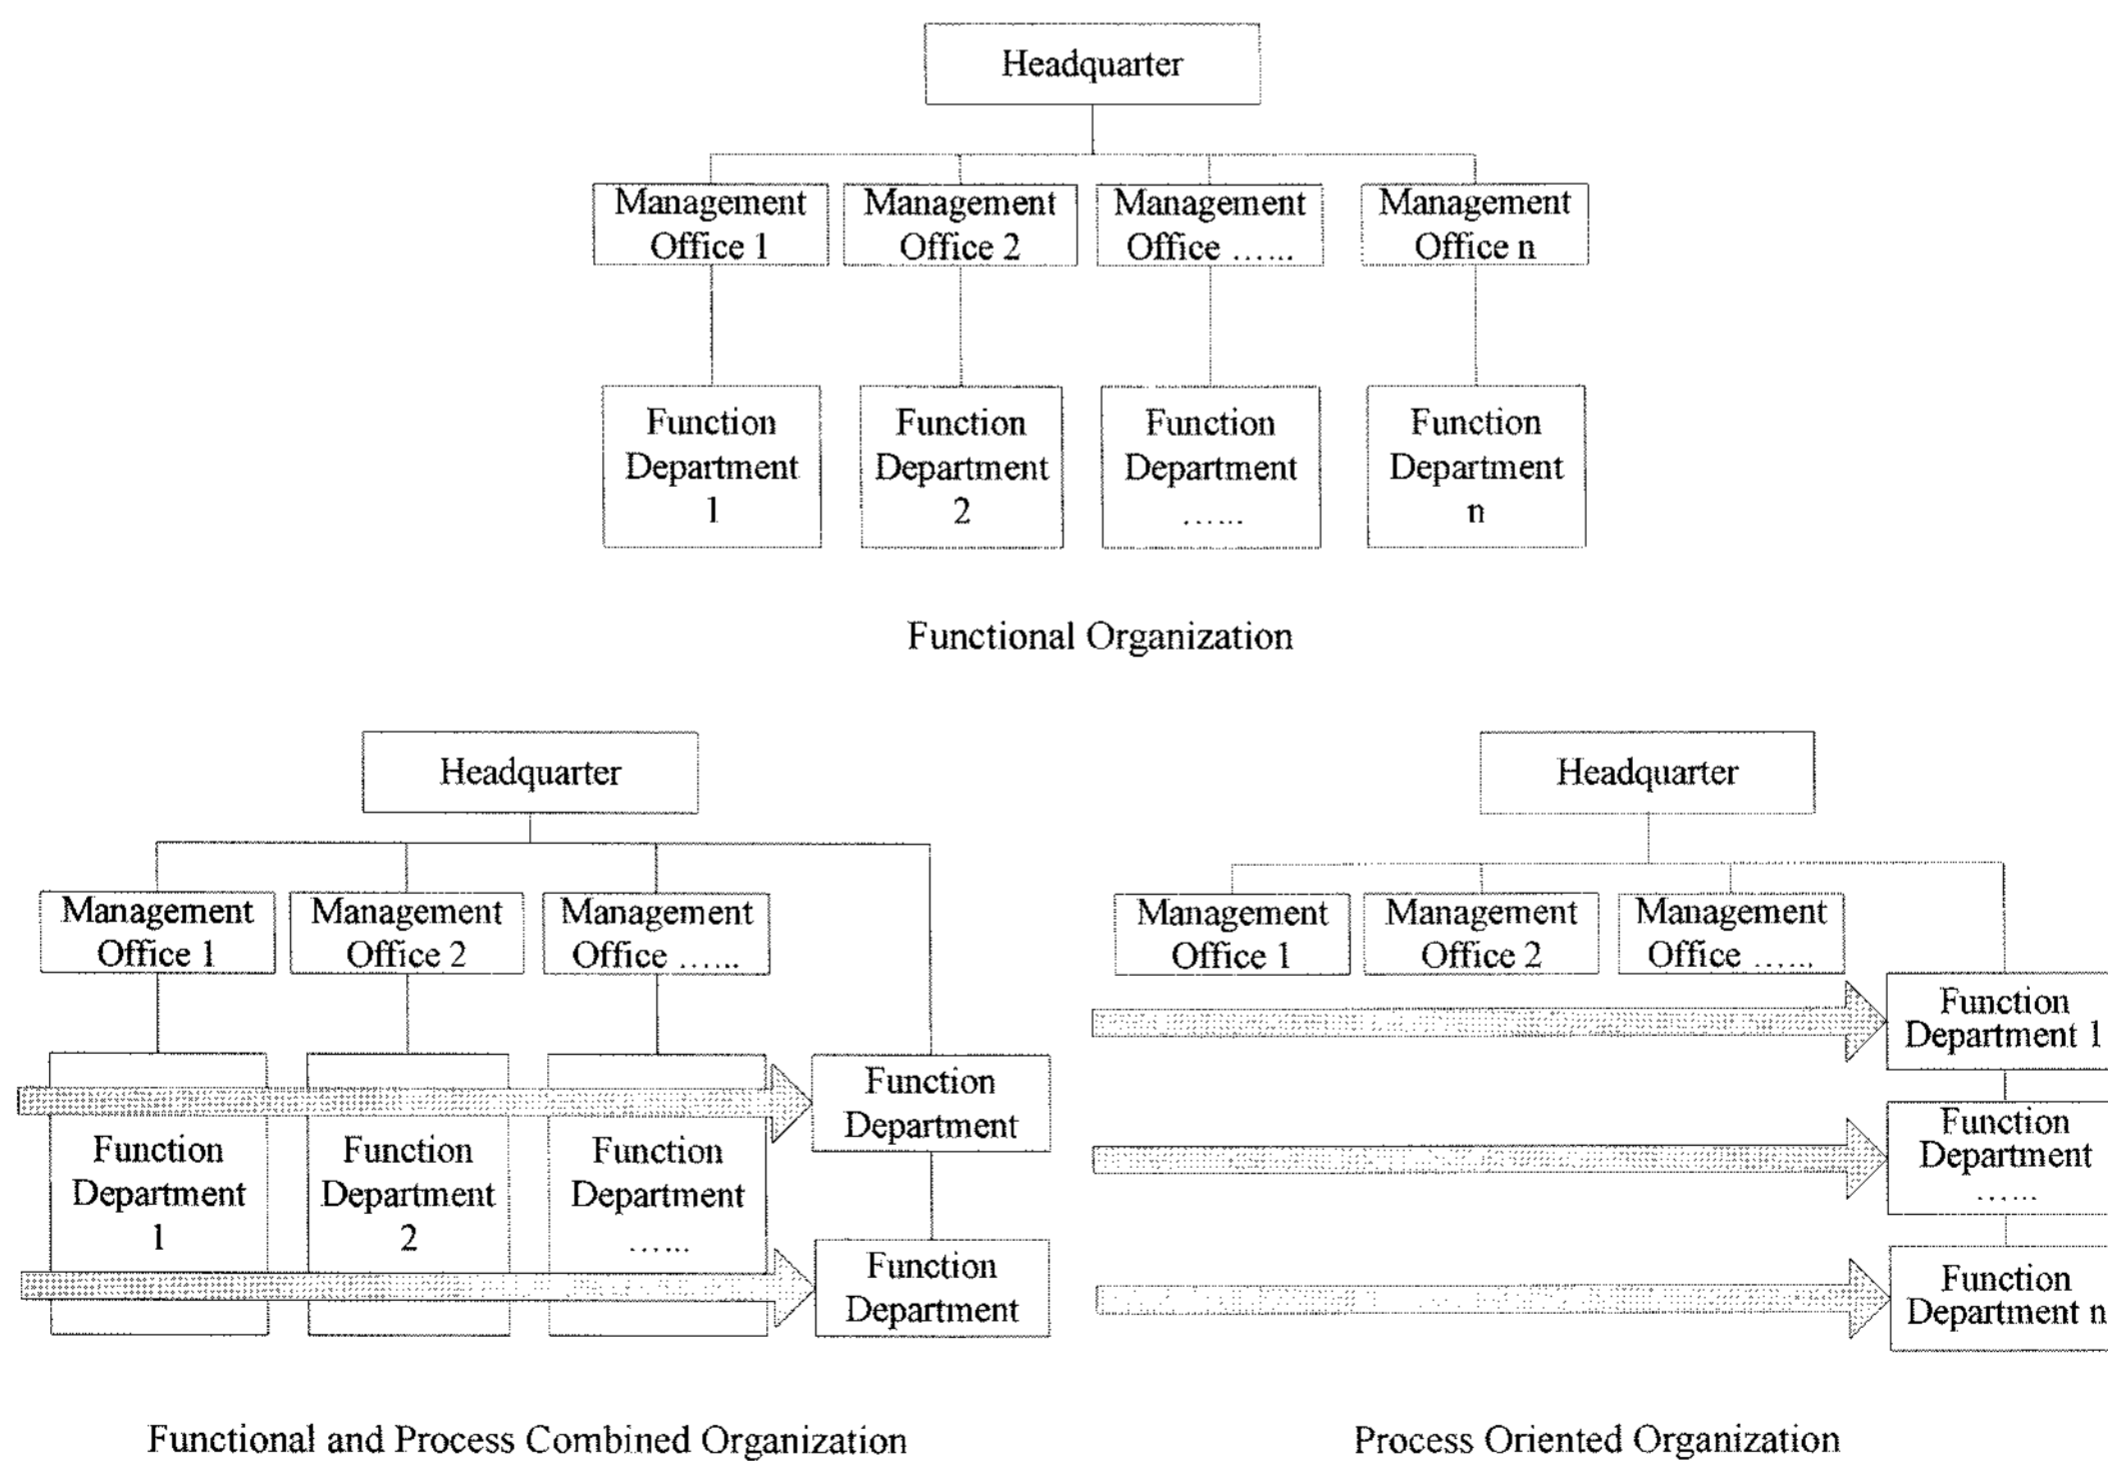 Headquarter
Management
Office 1
Management
Office 2
Management
Office ......
Management
Office n
Function
Department
1
Function
Department
2
Function
Department
......
Function
Department
n
Functional Organization
Headquarter
Management
Office 1
Management
Office 2
Management
Office ......
Function
Department
Function
Department
1
Function
Department
2
Function
Department
......
Function
Department
Functional and Process Combined Organization
Headquarter
Management
Office 1
Management
Office 2
Management
Office ......
Function
Department 1
Function
Department
......
Function
Department n
Process Oriented Organization